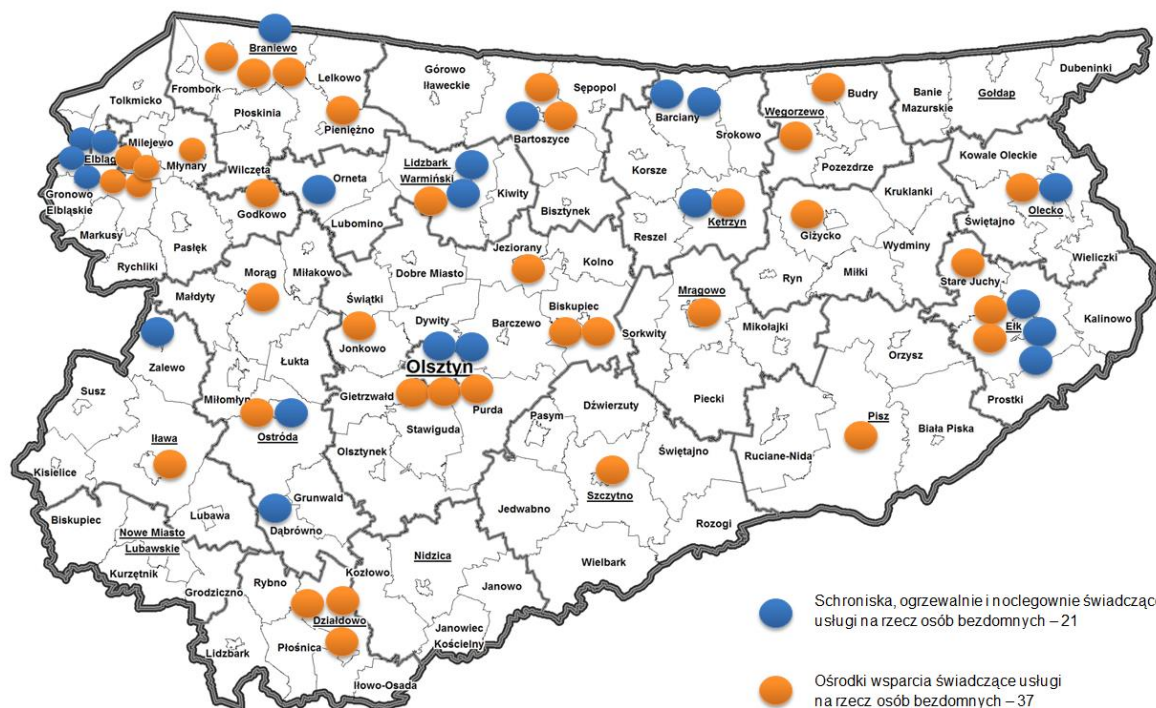 Braniewo
Lelkowo
Górowo
Iławeckie
Sępopol
Frombork
Płoskinia
Pieniężno
Bartoszyce
Barciany
Srokowo
Węgorzewo
Budry
Banie
Mazurskie
Gołdap
Dubeninki
Tolkmicko
Milejewo
Elbląg
Młynary
Wilczęta
Orneta
Lidzbark
Warmiński
Kiwity
Korsze
Pozezdrze
Kowale Oleckie
Gronowo
Elbląskie
Godkowo
Lubomino
Bisztynek
Reszel
Kętrzyn
Kruklanki
Giżycko
Świętajno
Olecko
Markusy
Pasłęk
Rychliki
Morąg
Miłakowo
Dobre Miasto
Jeziorany
Kolno
Ryn
Miłki
Wydminy
Stare Juchy
Wieliczki
Małdyty
Świątki
Jonkowo
Dywity
Barczewo
Biskupiec
Sorkwity
Mrągowo
Mikołajki
Orzysz
Ełk
Kalinowo
Zalewo
Łukta
Olsztyn
Gietrzwałd
Purda
Susz
Miłomłyn
Ostróda
Stawiguda
Pasym
Dźwierzuty
Piecki
Prostki
Iława
Kisielice
Olsztynek
Szczytno
Świętajno
Ruciane-Nida
Pisz
Biała Piska
Biskupiec
Nowe Miasto
Lubawskie
Lubawa
Grunwald
Dąbrówno
Jedwabno
Rozogi
Kurzętnik
Grodziczno
Rybno
Kozłowo
Nidzica
Janowo
Wielbark
Działdowo
Lidzbark
Płośnica
Janowiec
Kościelny
Iłowo-Osada
Schroniska, ogrzewalnie i noclegownie świadczące
usługi na rzecz osób bezdomnych – 21
Ośrodki wsparcia świadczące usługi
na rzecz osób bezdomnych – 37